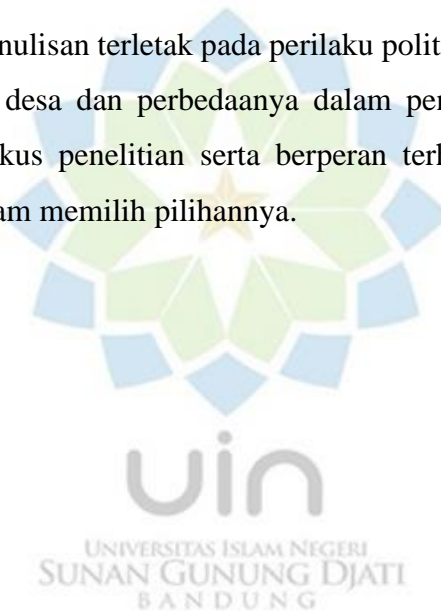 nulisan terletak pada perilaku polit
desa dan perbedaanya dalam per
kus penelitian serta berperan terh
am memilih pilihannya.
uin
UNIVERSITAS ISLAM NEGERI
SUNAN GUNUNG DJATI
BANDUNG